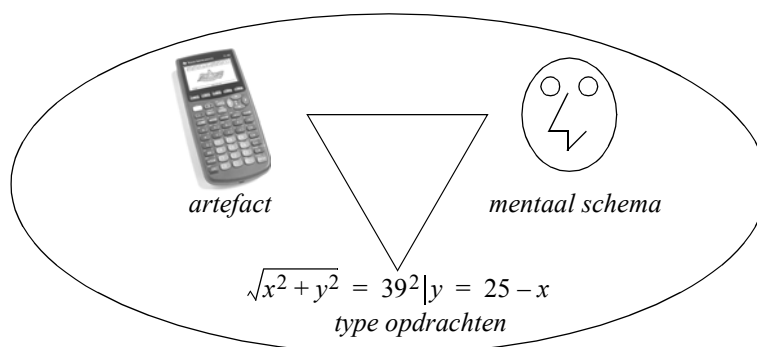 artefact
mentaal schema
√(x² + y²) = 39² | y = 25 – x
type opdrachten